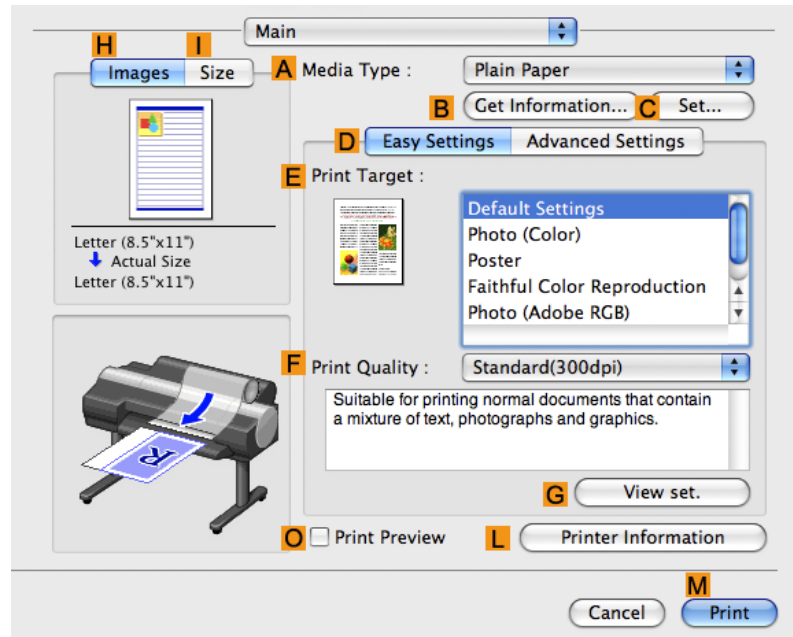 Main
H I
Images Size
A Media Type : Plain Paper
B Get Information... C Set...
D Easy Settings Advanced Settings
E Print Target :
Default Settings
Photo (Color)
Poster
Faithful Color Reproduction
Photo (Adobe RGB)
Letter (8.5"x11")
Actual Size
Letter (8.5"x11")
F Print Quality : Standard(300dpi)
Suitable for printing normal documents that contain
a mixture of text, photographs and graphics.
R
G View set.
O Print Preview L Printer Information
M
Cancel Print